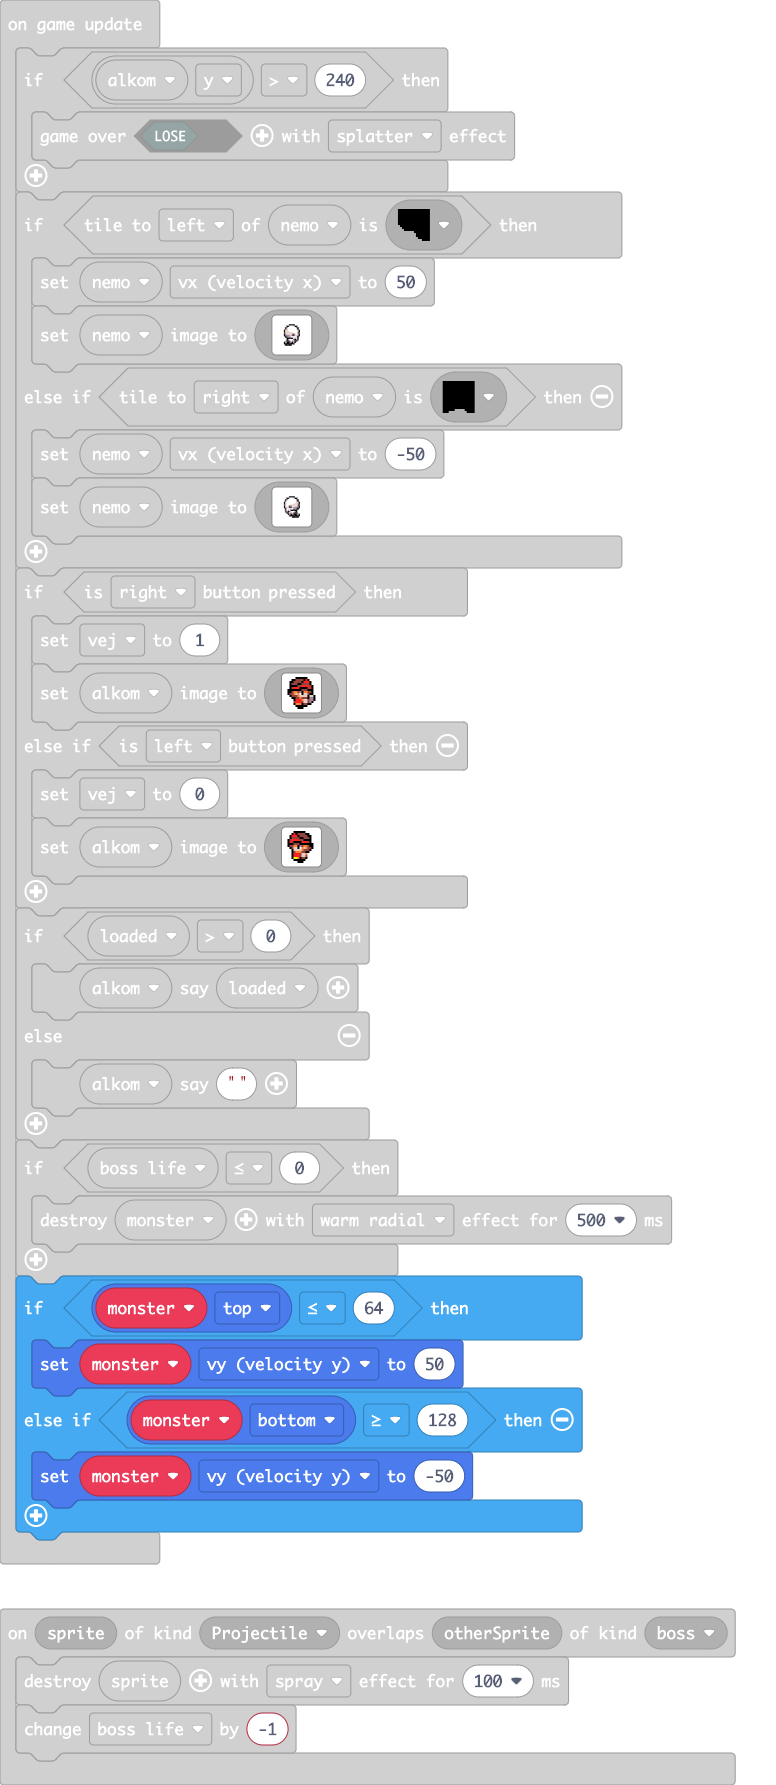 on game update
if alkom y > 240 then
game over LOSE with splatter effect
if tile to left of nemo is then
set nemo vx (velocity x) to 50
set nemo image to
else if tile to right of nemo is then
set nemo vx (velocity x) to -50
set nemo image to
if is right button pressed then
set vej to 1
set alkom image to
else if is left button pressed then
set vej to 0
set alkom image to
if loaded > 0 then
alkom say loaded
else
alkom say " "
if boss life ≤ 0 then
destroy monster with warm radial effect for 500 ms
if monster top ≤ 64 then
set monster vy (velocity y) to 50
else if monster bottom ≥ 128 then
set monster vy (velocity y) to -50
on sprite of kind Projectile overlaps otherSprite of kind boss
destroy sprite with spray effect for 100 ms
change boss life by -1